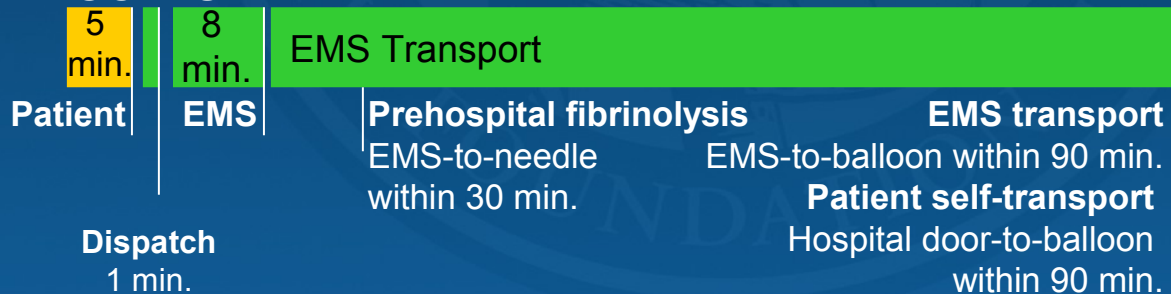 5
min.
8
min.
EMS Transport
Patient
EMS
Prehospital fibrinolysis
EMS-to-needle
within 30 min.
EMS transport
EMS-to-balloon within 90 min.
Patient self-transport
Hospital door-to-balloon
within 90 min.
Dispatch
1 min.
NDA